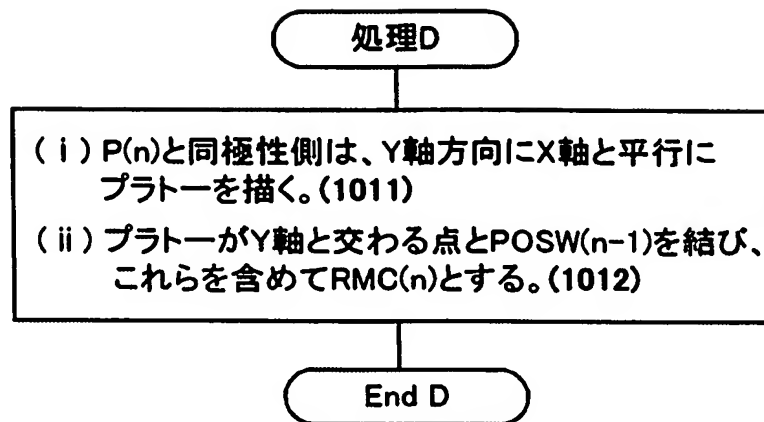 処理D
(ⅰ) P(n)と同極性側は、Y軸方向にX軸と平行に
プラトーを描く。(1011)
(ⅱ) プラトーがY軸と交わる点とPOSW(n-1)を結び、
これらを含めてRMC(n)とする。(1012)
End D